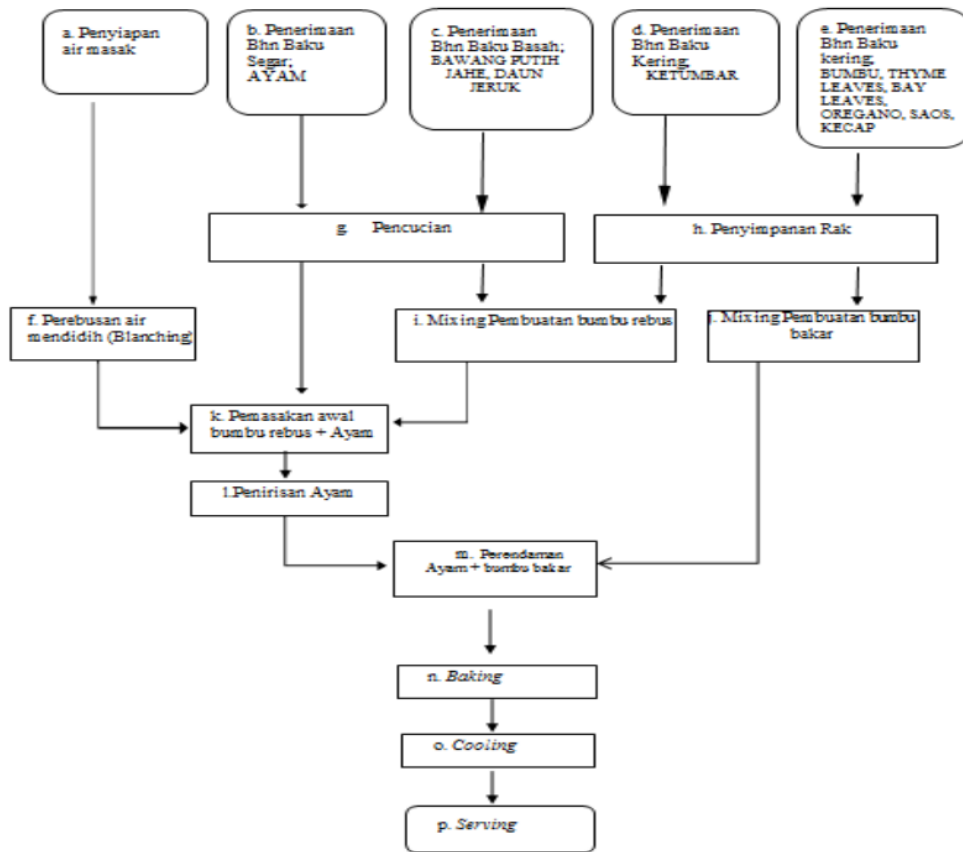 a. Penyiapan
air masak
b. Penerimaan
Bhn Baku
Segar;
AYAM
c. Penerimaan
Bhn Baku Basah;
BAWANG PUTIH
JAHE, DAUN
JERUK
d. Penerimaan
Bhn Baku
Kering;
KETUMBAR
e. Penerimaan
Bhn Baku
kering;
BUMBU, THYME
LEAVES, BAY
LEAVES,
OREGANO, SAOS,
KECAP
g. Pencucian
h. Penyimpanan Rak
f. Perebusan air
mendidih (Blanching)
i. Mixing Pembuatan bumbu rebus
j. Mixing Pembuatan bumbu
bakar
k. Pemasakan awal
bumbu rebus + Ayam
l.Penirisan Ayam
m. Perendaman
Ayam + bumbu bakar
n. Baking
o. Cooling
p. Serving